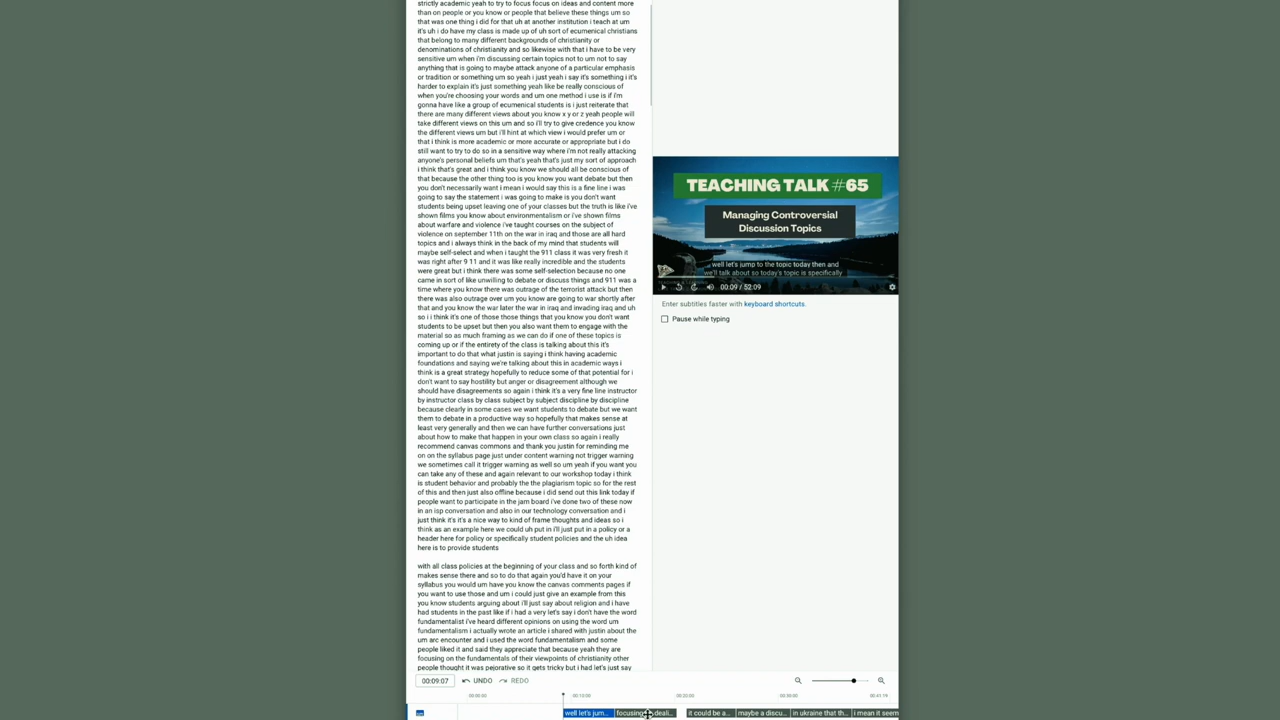 strictly academic yeah to try to focus focus on ideas and content more
than on people or you know or people that believe these things um so
that was one thing i did for that uh at another institution i teach at um
it's uh i do have my class is made up of uh sort of ecumenical christians
that belong to many different backgrounds of christianity or
denominations of christianity and so likewise with that i have to be very
sensitive um when i'm discussing certain topics not to um not to say
anything that is going to maybe attack anyone of a particular emphasis
or tradition or something um so yeah i just yeah i say it's something i it's
harder to explain it's just something yeah like be really conscious of
when you're choosing your words and um one method i use is if i'm
gonna have like a group of ecumenical students is i just reiterate that
there are many different views about you know x y or z yeah people will
take different views on this um and so i'll try to give credence you know
the different views um but i'll hint at which view i would prefer um or
that i think is more academic or more accurate or appropriate but i do
still want to try to do so in a sensitive way where i'm not really attacking
anyone's personal beliefs um that's yeah that's just my sort of approach
i think that's great and i think you know we should all be conscious of
that because the other thing too is you know you want debate but then
you don't necessarily want i mean i would say this is a fine line i was
going to say the statement i was going to make is you don't want
students being upset leaving one of your classes but the truth is like i've
shown films you know about environmentalism or i've shown films
about warfare and violence i've taught courses on the subject of
violence on september 11th on the war in iraq and those are all hard
topics and i always think in the back of my mind that students will
maybe self-select and when i taught the 911 class it was very fresh it
was right after 9 11 and it was like really incredible and the students
were great but i think there was some self-selection because no one
came in sort of like unwilling to debate or discuss things and 911 was a
time where you know there was outrage of the terrorist attack but then
there was also outrage over um you know are going to war shortly after
that and you know the war later the war in iraq and invading iraq and uh
so i i think it's one of those those things that you know you don't want
students to be upset but then you also want them to engage with the
material so as much framing as we can do if one of these topics is
coming up or if the entirety of the class is talking about this it's
important to do that what justin is saying i think having academic
foundations and saying we're talking about this in academic ways i
think is a great strategy hopefully to reduce some of that potential for i
don't want to say hostility but anger or disagreement although we
should have disagreements so again i think it's a very fine line instructor
by instructor class by class subject by subject discipline by discipline
because clearly in some cases we want students to debate but we want
them to debate in a productive way so hopefully that makes sense at
least very generally and then we can have further conversations just
about how to make that happen in your own class so again i really
recommend canvas commons and thank you justin for reminding me
on on the syllabus page just under content warning not trigger warning
we sometimes call it trigger warning as well so um yeah if you want you
can take any of these and again relevant to our workshop today i think
is student behavior and probably the the plagiarism topic so for the rest
of this and then just also offline because i did send out this link today if
people want to participate in the jam board i've done two of these now
in an isp conversation and also in our technology conversation and i
just think it's it's a nice way to kind of frame thoughts and ideas so i
think as an example here we could uh put in i'll just put in a policy or a
header here for policy or specifically student policies and the uh idea
here is to provide students
with all class policies at the beginning of your class and so forth kind of
makes sense there and so to do that again you'd have it on your
syllabus you would um have you know the canvas comments pages if
you want to use those and um i could just give an example from this
you know students arguing about i'll just say about religion and i have
had students in the past like if i had a very let's say i don't have the word
fundamentalist i've heard different opinions on using the word um
fundamentalism i actually wrote an article i shared with justin about the
um arc encounter and i used the word fundamentalism and some
people liked it and said they appreciate that because yeah they are
focusing on the fundamentals of their viewpoints of christianity other
people thought it was pejorative so it gets tricky but i had let's just say
TEACHING TALK #65
Managing Controversial
Discussion Topics
well let's jump to the topic today then and
we'll talk about so today's topic is specifically
00:09 / 52:09
Enter subtitles faster with keyboard shortcuts.
Pause while typing
00:09:07 UNDO REDO
00:00:00 00:10:00 00:20:00 00:30:00 00:41:19
well let's jum... focusing deali... it could be a... maybe a discu... in ukraine that th... i mean it seem